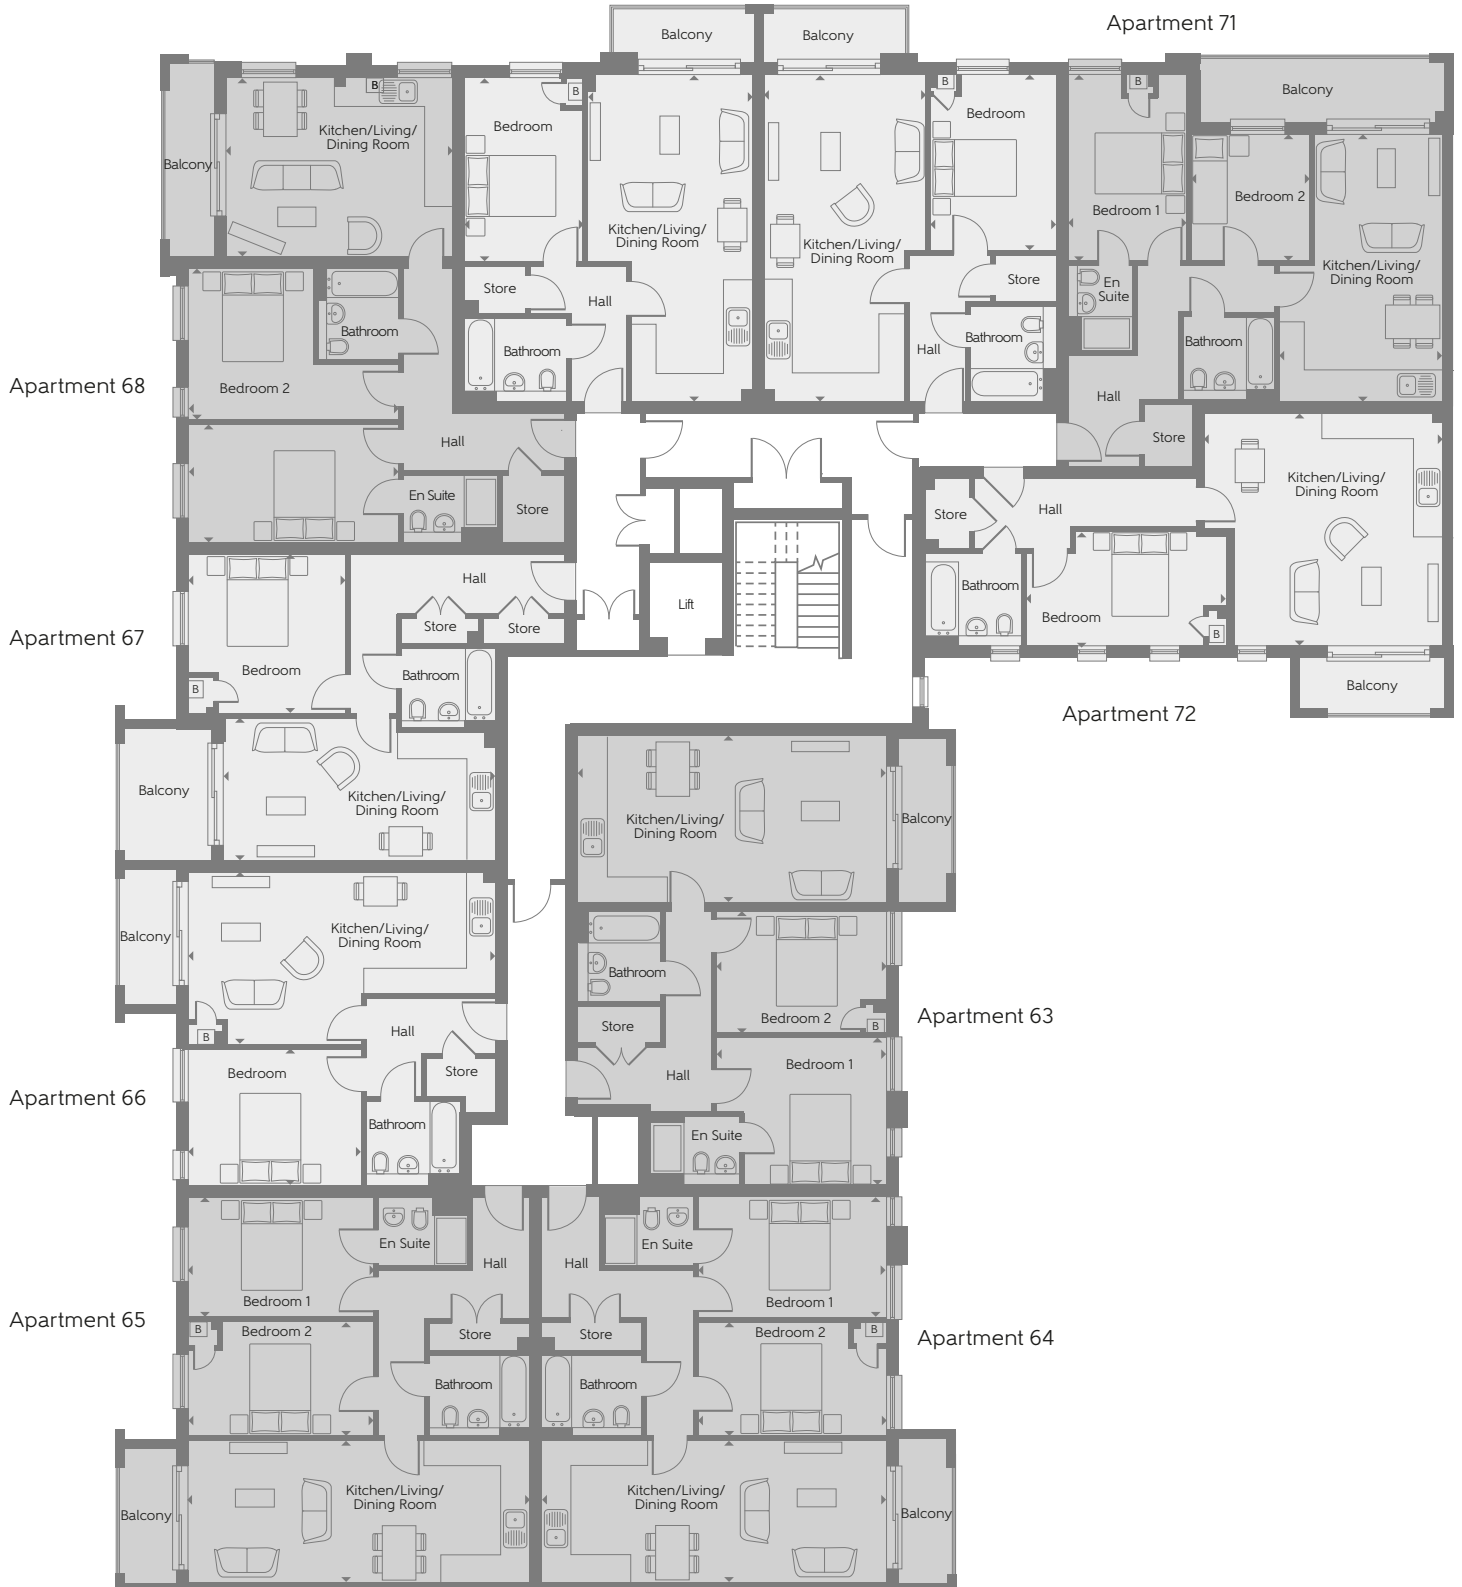 Apartment 71
Balcony
Balcony
Balcony
B
Kitchen/Living/
Dining Room
Balcony
Bedroom
B
Kitchen/Living/
Dining Room
Kitchen/Living/
Dining Room
B
Bedroom
B
Bedroom 1
Bedroom 2
Kitchen/Living/
Dining Room
Store
Hall
Bathroom
Store
Hall
Bathroom
En
Suite
Bathroom
Hall
Store
Apartment 68
Bathroom
Bedroom 2
Hall
En Suite
Store
Kitchen/Living/
Dining Room
Store
Hall
Bathroom
Bedroom
B
Balcony
Apartment 72
Lift
Apartment 67
Hall
Store
Store
Bedroom
B
Bathroom
Balcony
Kitchen/Living/
Dining Room
Kitchen/Living/
Dining Room
Balcony
Balcony
Kitchen/Living/
Dining Room
B
Hall
Bathroom
Bedroom 2
B
Store
Apartment 63
Apartment 66
Bedroom
Store
Bathroom
Hall
Bedroom 1
En Suite
Apartment 65
Bedroom 1
En Suite
Hall
Hall
En Suite
Bedroom 1
B
Bedroom 2
Store
Store
Bedroom 2
B
Apartment 64
Bathroom
Bathroom
Balcony
Kitchen/Living/
Dining Room
Kitchen/Living/
Dining Room
Balcony